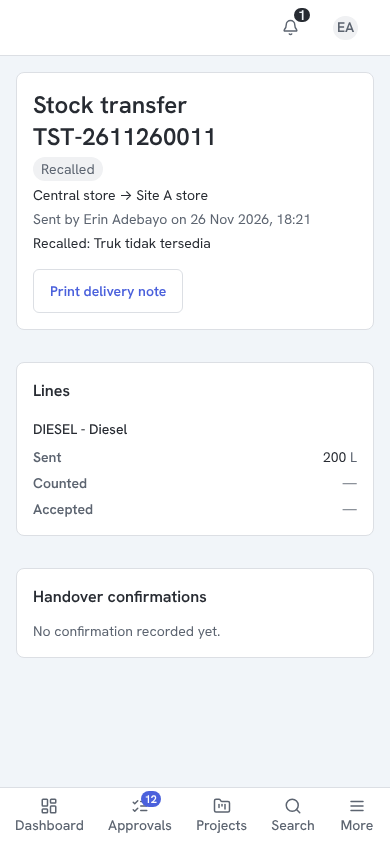 1
EA
Stock transfer
TST-2611260011
Recalled
Central store → Site A store
Sent by Erin Adebayo on 26 Nov 2026, 18:21
Recalled: Truk tidak tersedia
Print delivery note
Lines
DIESEL - Diesel
Sent 200 L
Counted —
Accepted —
Handover confirmations
No confirmation recorded yet.
12
Dashboard Approvals Projects Search More